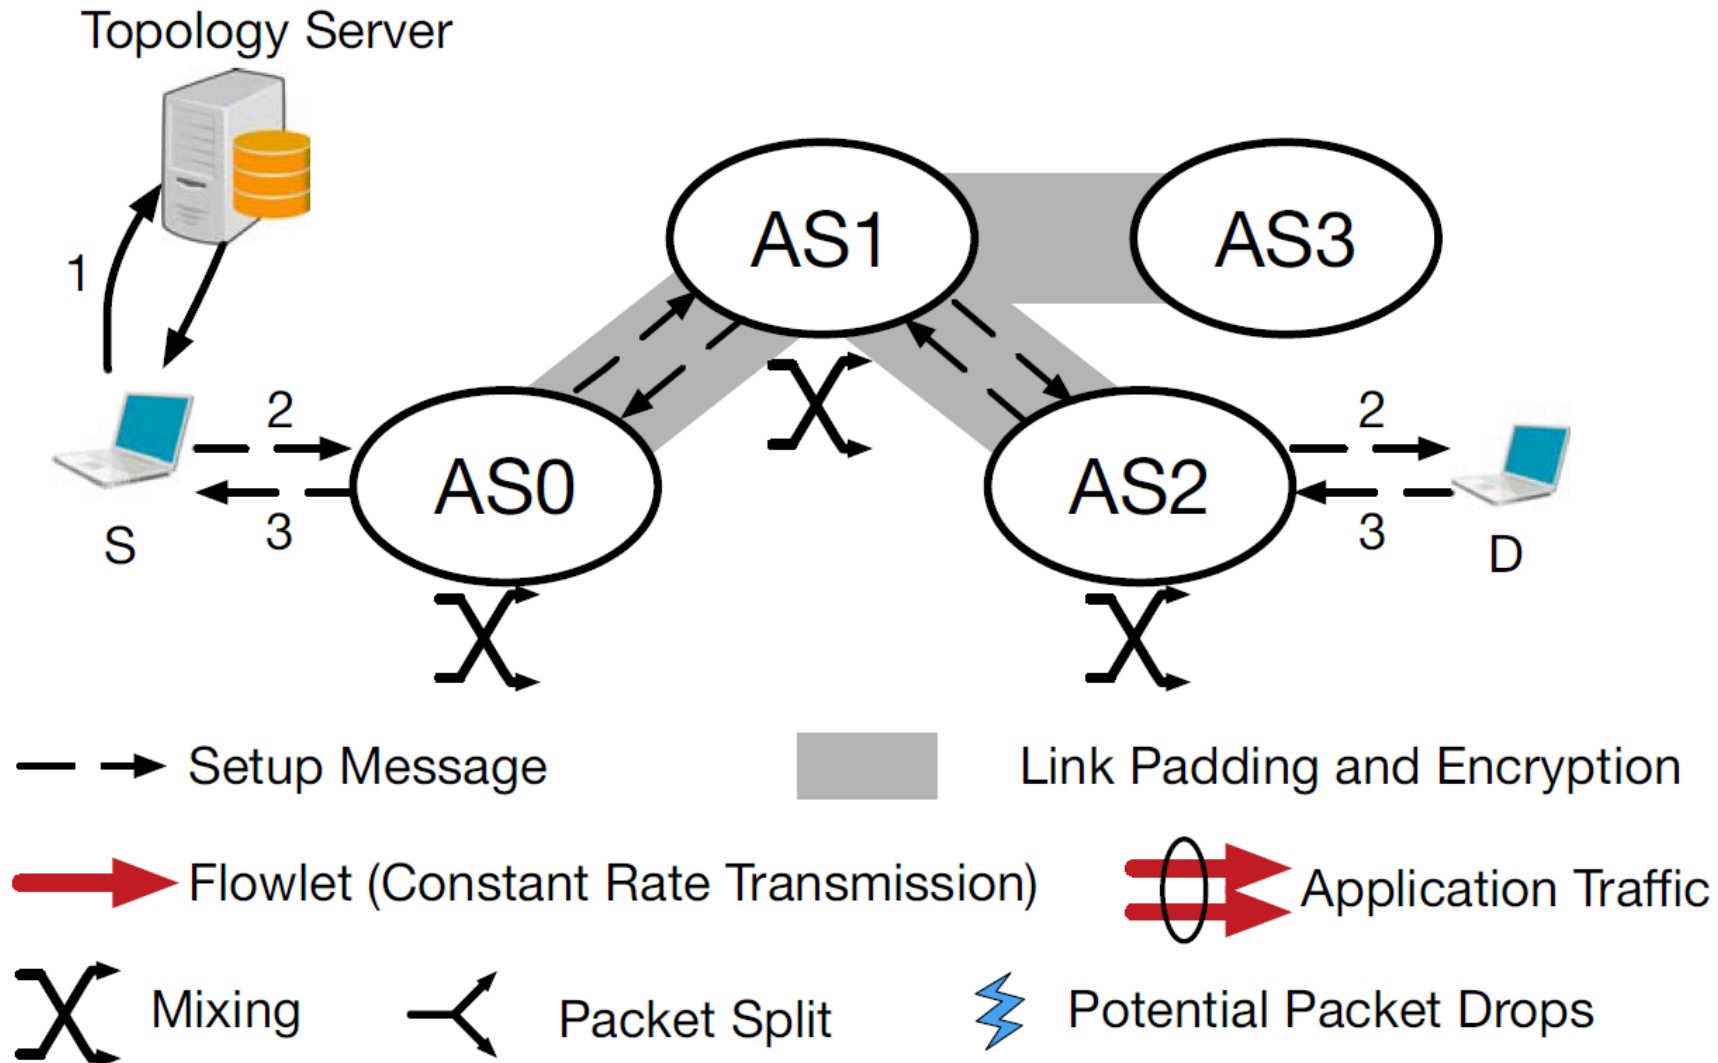 Topology Server
1
AS1
AS3
2
2
AS0
AS2
3
3
S
D
Setup Message
Link Padding and Encryption
Flowlet (Constant Rate Transmission)
Application Traffic
Mixing
Packet Split
Potential Packet Drops